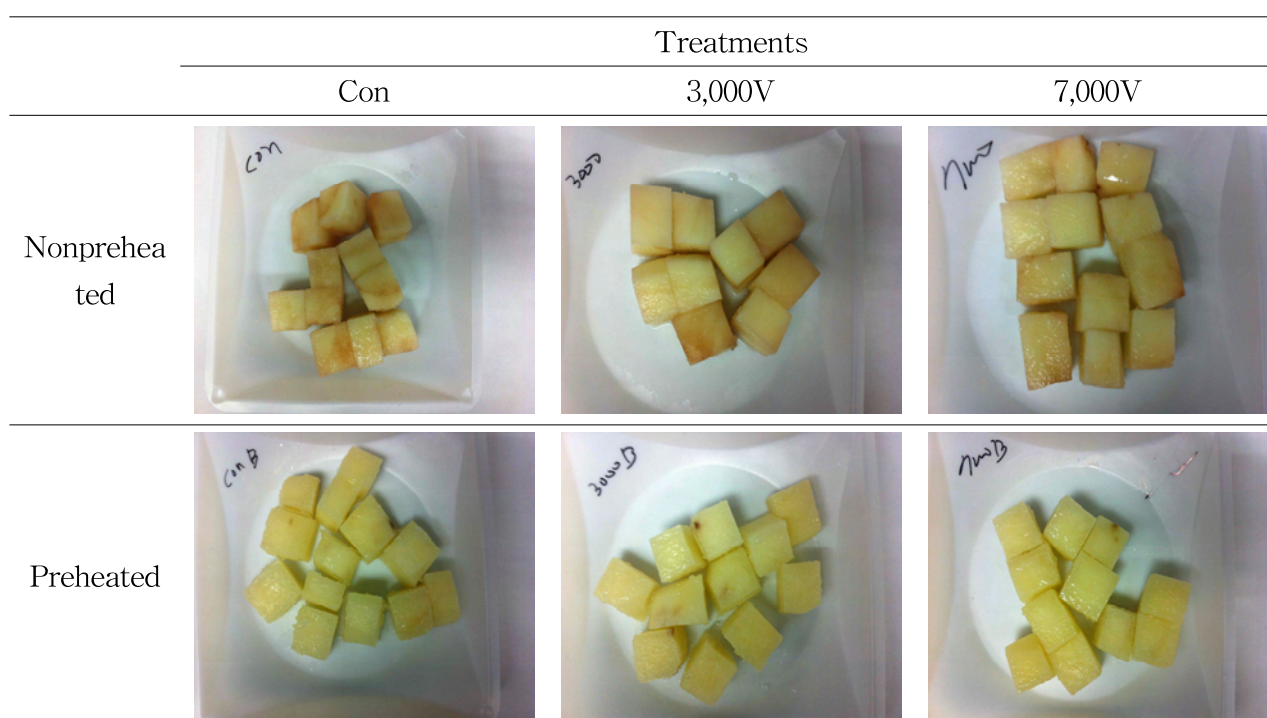 Treatments
Con
3,000V
7,000V
Nonprehea
ted
con
3000
Preheated
con B
3000B